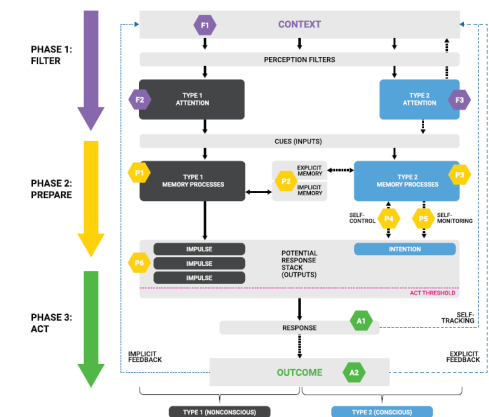 F1
CONTEXT
PHASE 1:
FILTER
PERCEPTION FILTERS
F2
TYPE 1
ATTENTION
TYPE 2
ATTENTION
F3
CUES (INPUTS)
PHASE 2:
PREPARE
P1
TYPE 1
MEMORY PROCESSES
P2
EXPLICIT
MEMORY
IMPLICIT
MEMORY
TYPE 2
MEMORY PROCESSES
P3
SELF-
CONTROL
P4
P5
SELF-
MONITORING
P6
IMPULSE
IMPULSE
IMPULSE
POTENTIAL
RESPONSE
STACK
(OUTPUTS)
INTENTION
ACT THRESHOLD
PHASE 3:
ACT
RESPONSE
A1
SELF-
TRACKING
IMPLICIT
FEEDBACK
OUTCOME
A2
EXPLICIT
FEEDBACK
TYPE 1 (NONCONSCIOUS)
TYPE 2 (CONSCIOUS)